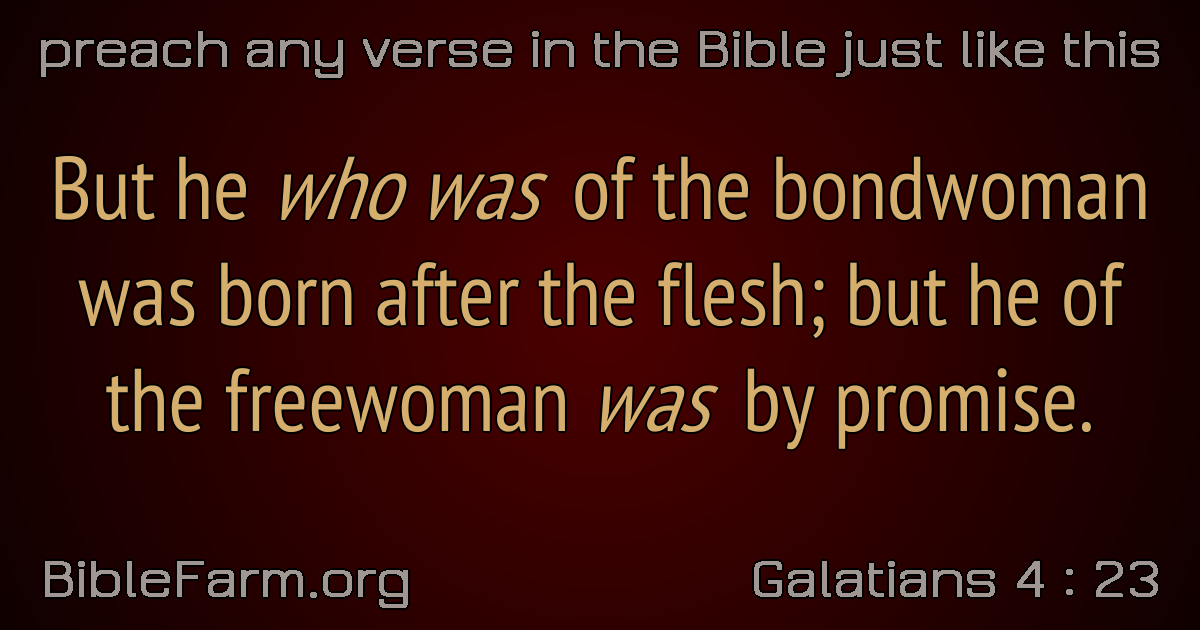 preach any verse in the Bible just like this
But he who was of the bondwoman
was born after the flesh; but he of
the freewoman was by promise.
BibleFarm.org
Galatians 4 : 23